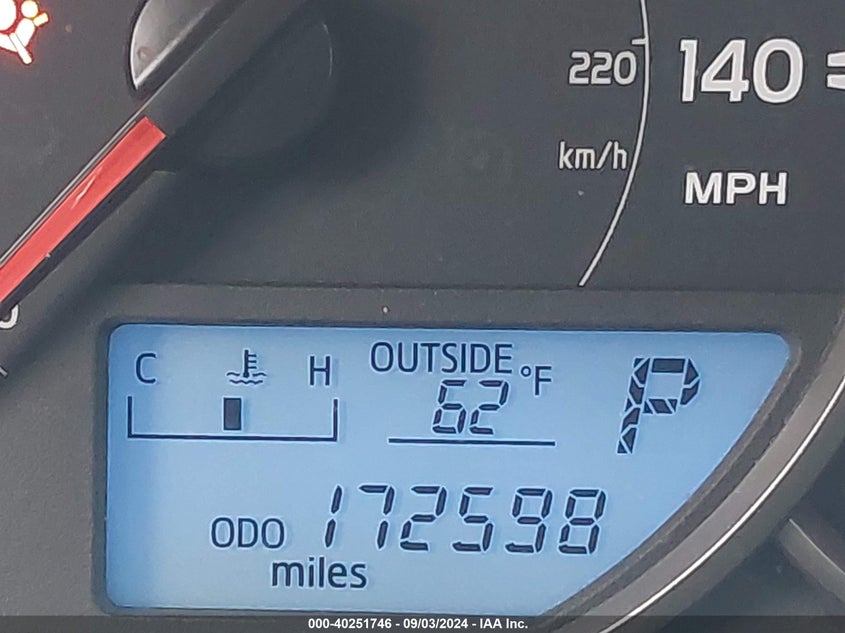 220 140
km/h MPH
C H OUTSIDE °F P
62
ODO 172598
miles
000-40251746 - 09/03/2024 - IAA Inc.